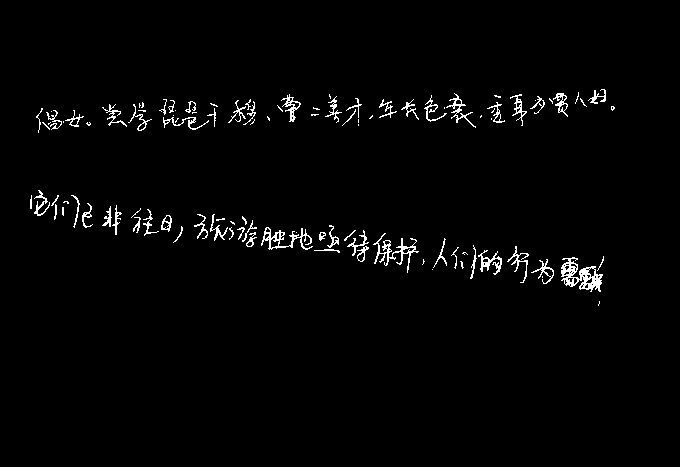 倡女。尝学琵琶于穆、曹二善才,年长色衰,委身为贾人妇。
它们已非往日,旅游胜地亟待保护,人们的行为需